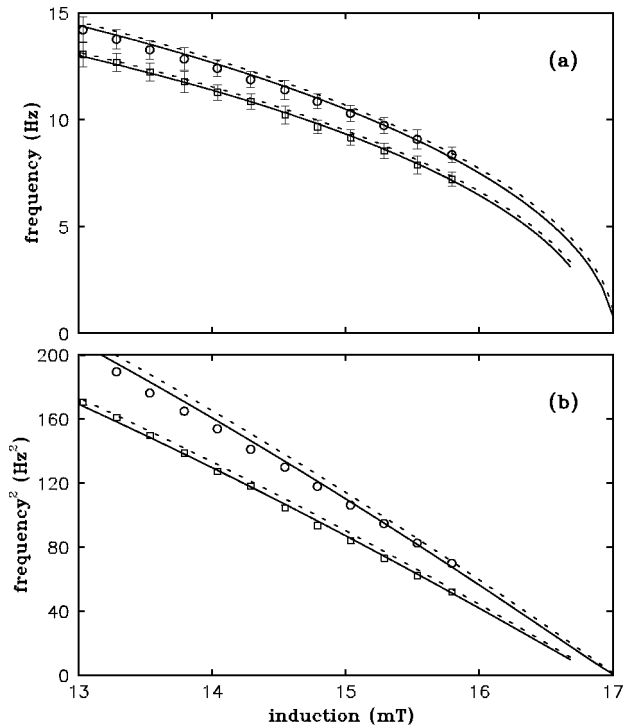 15
(a)
10
frequency (Hz)
5
0
200
(b)
160
120
frequency² (Hz²)
80
40
0
13 14 15 16 17
induction (mT)